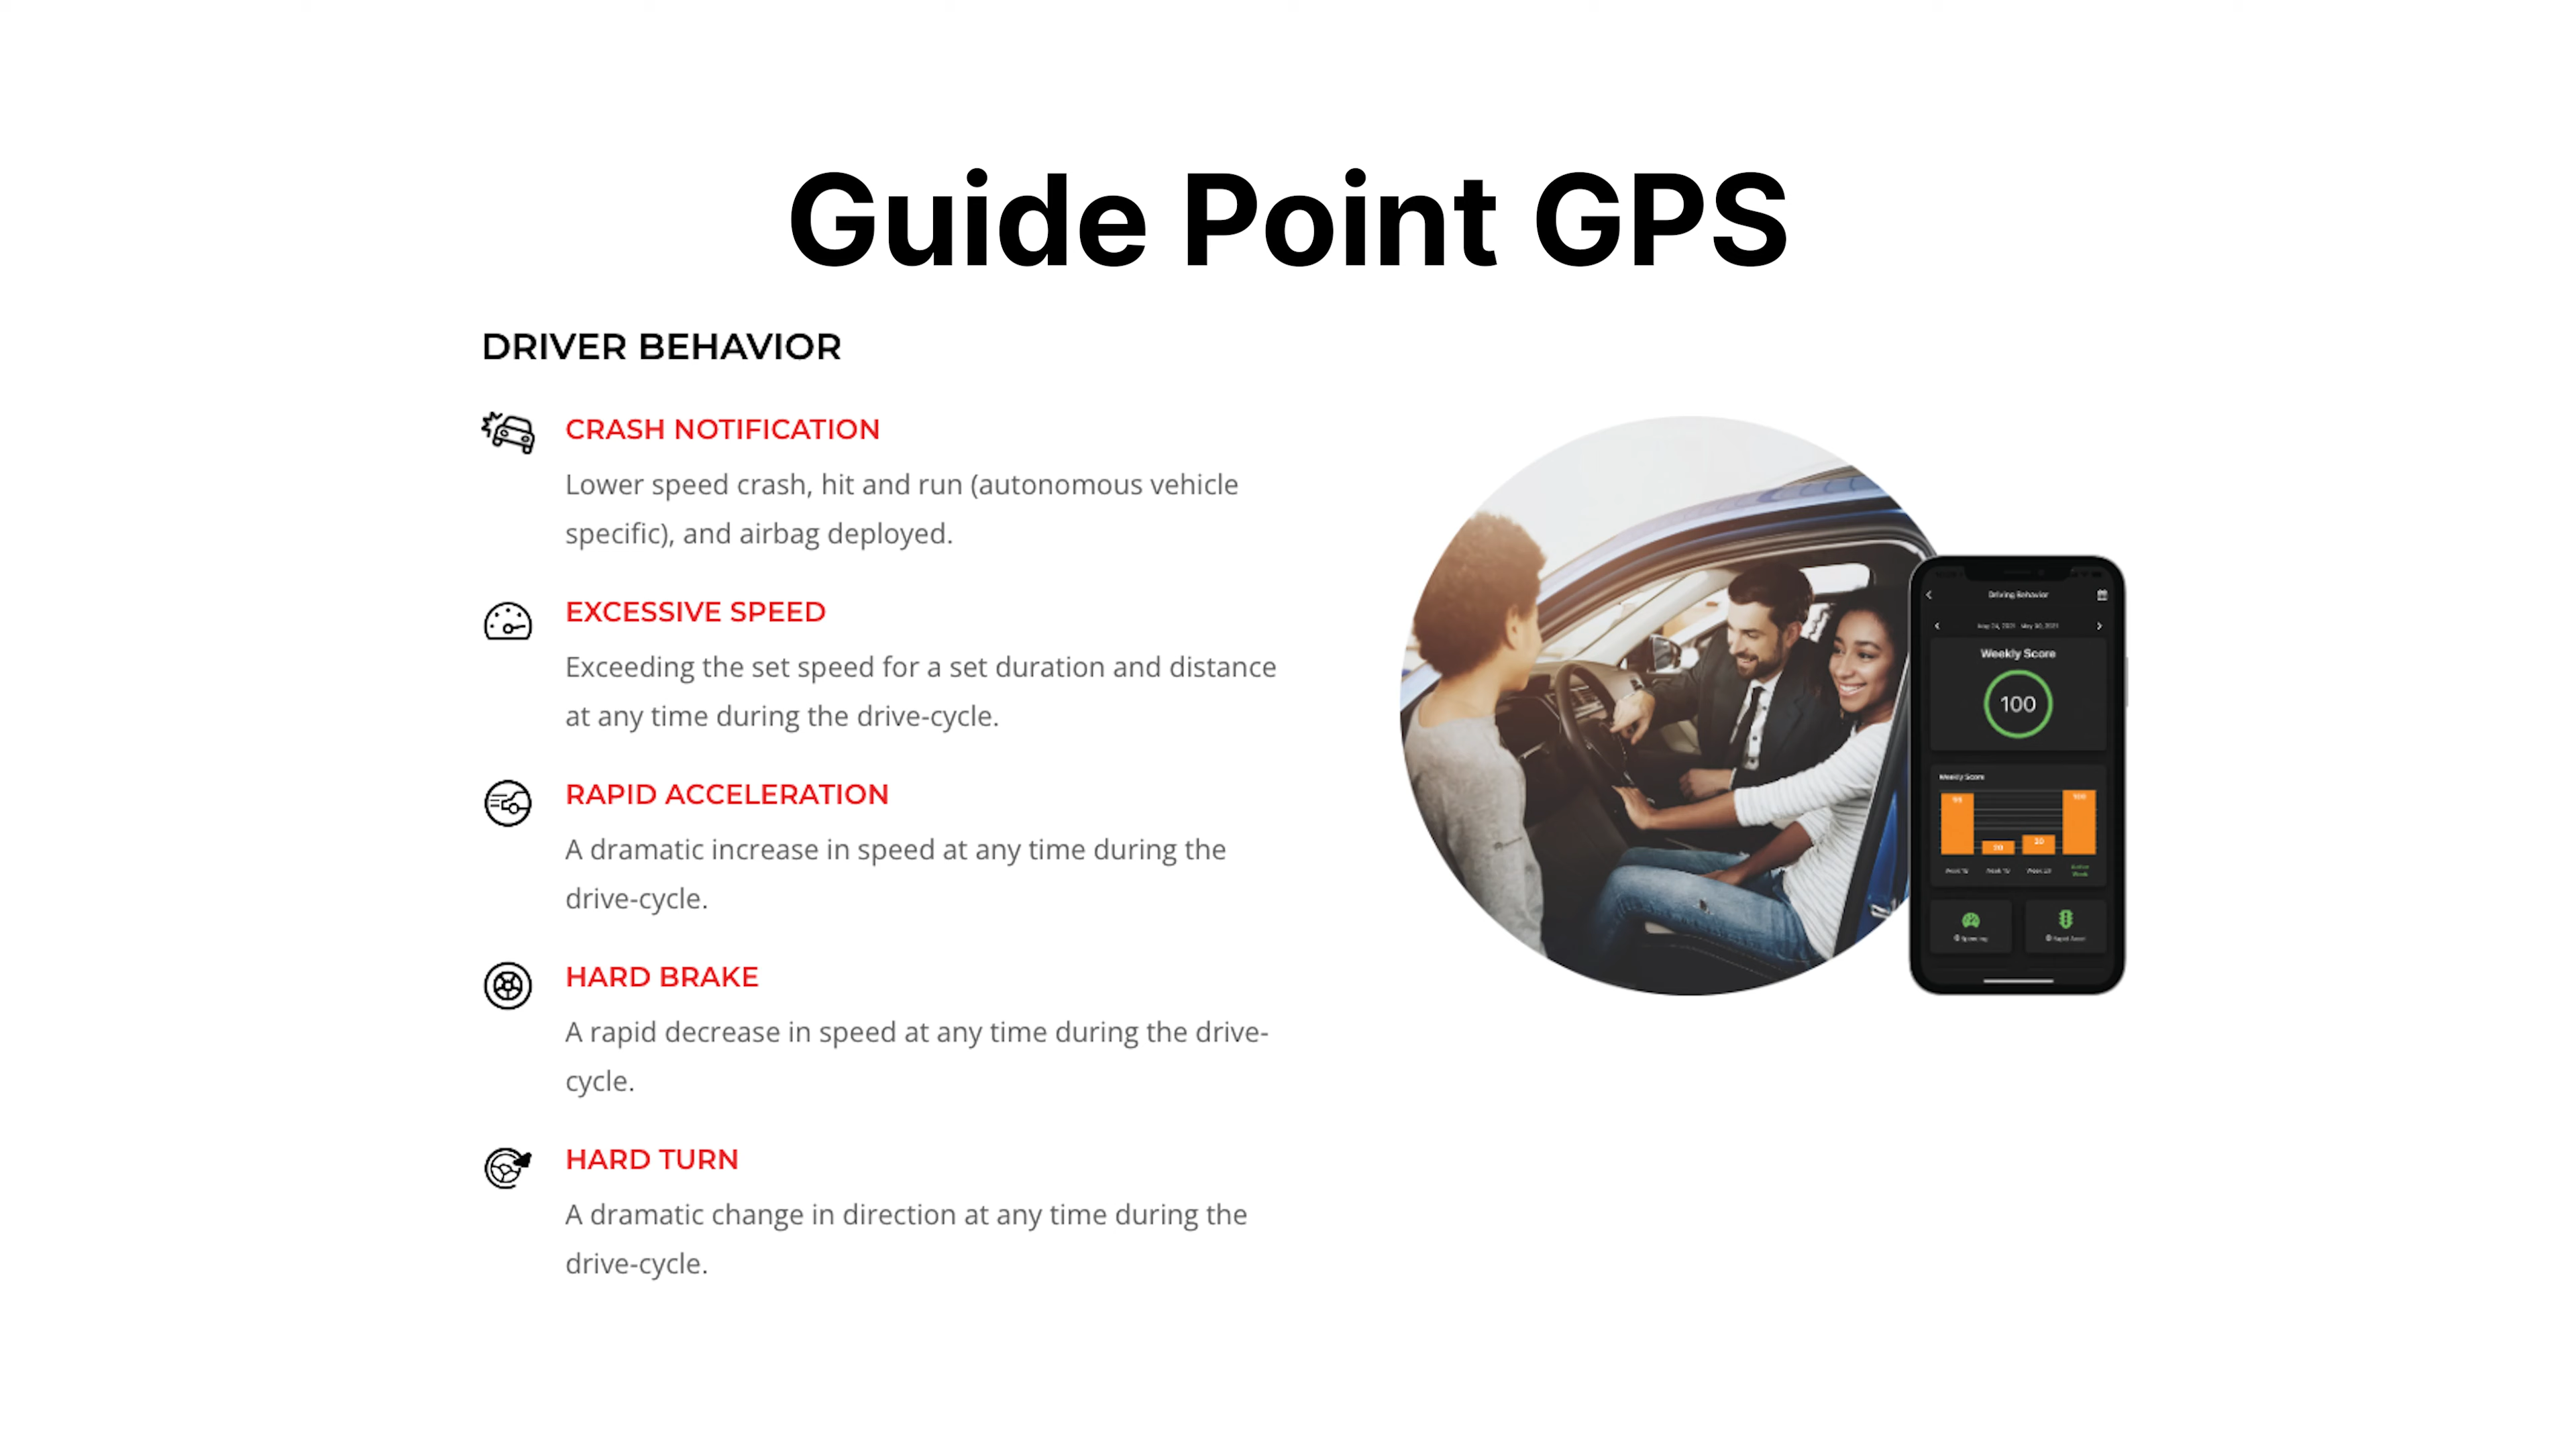 Guide Point GPS
DRIVER BEHAVIOR
CRASH NOTIFICATION
Lower speed crash, hit and run (autonomous vehicle
specific), and airbag deployed.
EXCESSIVE SPEED
Exceeding the set speed for a set duration and distance
at any time during the drive-cycle.
RAPID ACCELERATION
A dramatic increase in speed at any time during the
drive-cycle.
HARD BRAKE
A rapid decrease in speed at any time during the drive-
cycle.
HARD TURN
A dramatic change in direction at any time during the
drive-cycle.
Driving Behavior
Weekly Score
100
Weekly Score
100